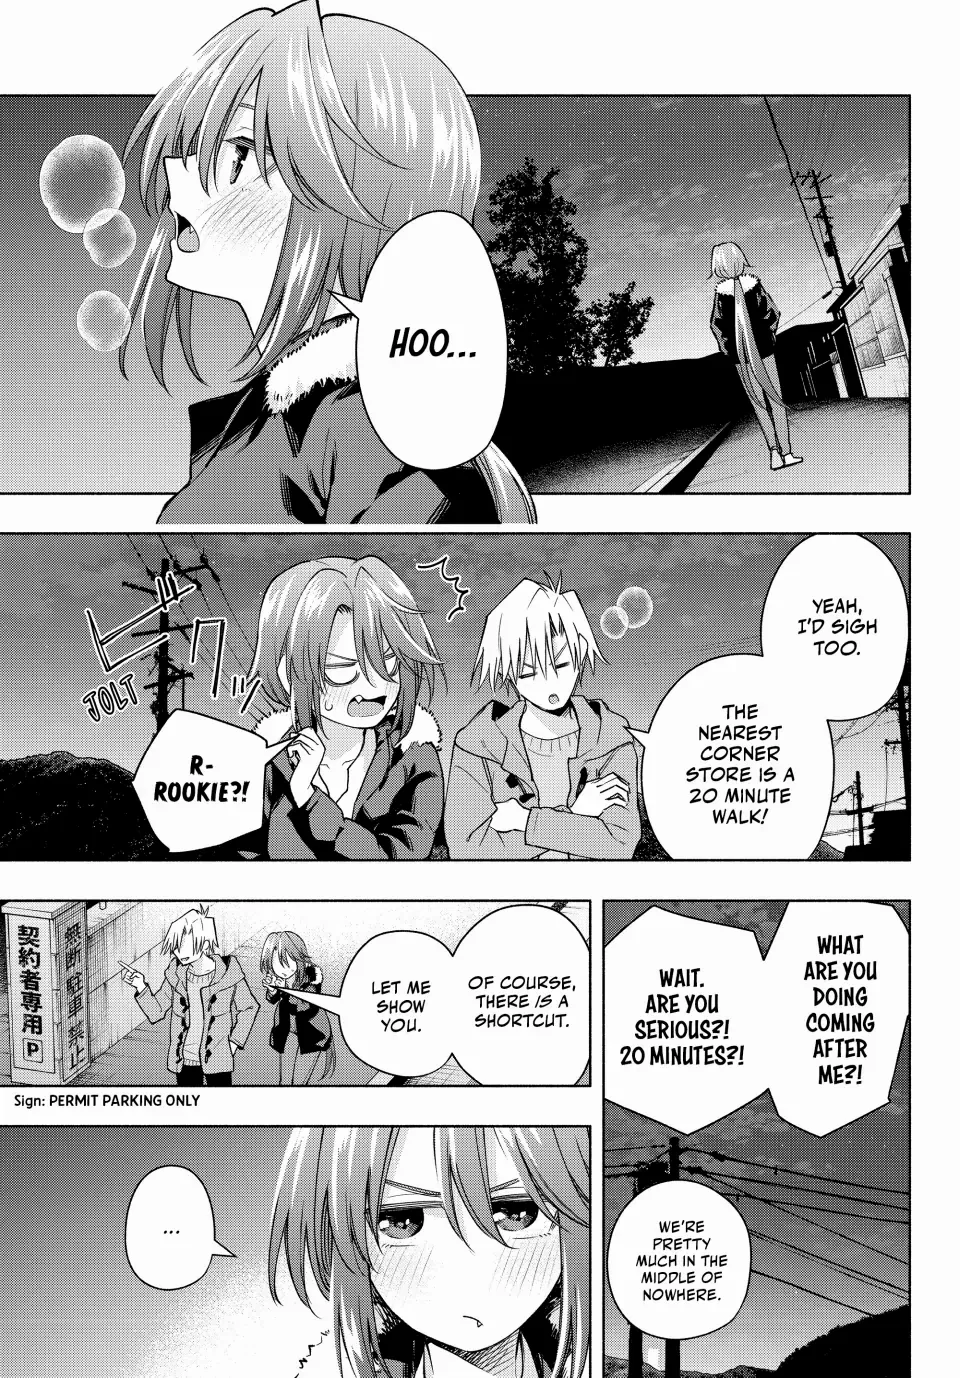 HOO...
YEAH,
I'D SIGH
TOO.
THE
NEAREST
CORNER
STORE IS A
20 MINUTE
WALK!
JOLT
ビクッ
R-
ROOKIE?!
WHAT
ARE YOU
DOING
COMING
AFTER
ME?!
WAIT.
ARE YOU
SERIOUS?!
20 MINUTES?!
WE'RE
PRETTY
MUCH IN THE
MIDDLE OF
NOWHERE.
OF COURSE,
THERE IS A
SHORTCUT.
LET ME
SHOW
YOU.
無断駐車禁止
契約者専用P
Sign: PERMIT PARKING ONLY
...